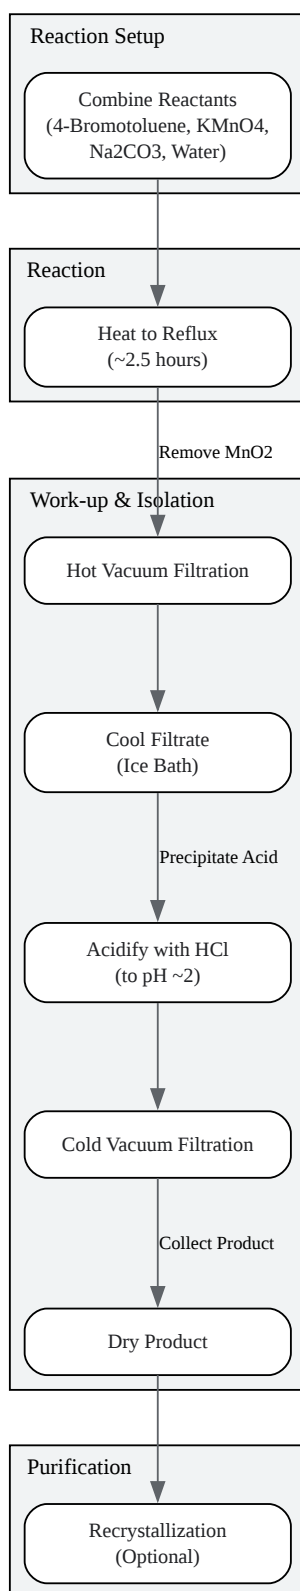 Reaction Setup
Combine Reactants
(4-Bromotoluene, KMnO4,
Na2CO3, Water)
Reaction
Heat to Reflux
(~2.5 hours)
Remove MnO2
Work-up & Isolation
Hot Vacuum Filtration
Cool Filtrate
(Ice Bath)
Precipitate Acid
Acidify with HCl
(to pH ~2)
Cold Vacuum Filtration
Collect Product
Dry Product
Purification
Recrystallization
(Optional)